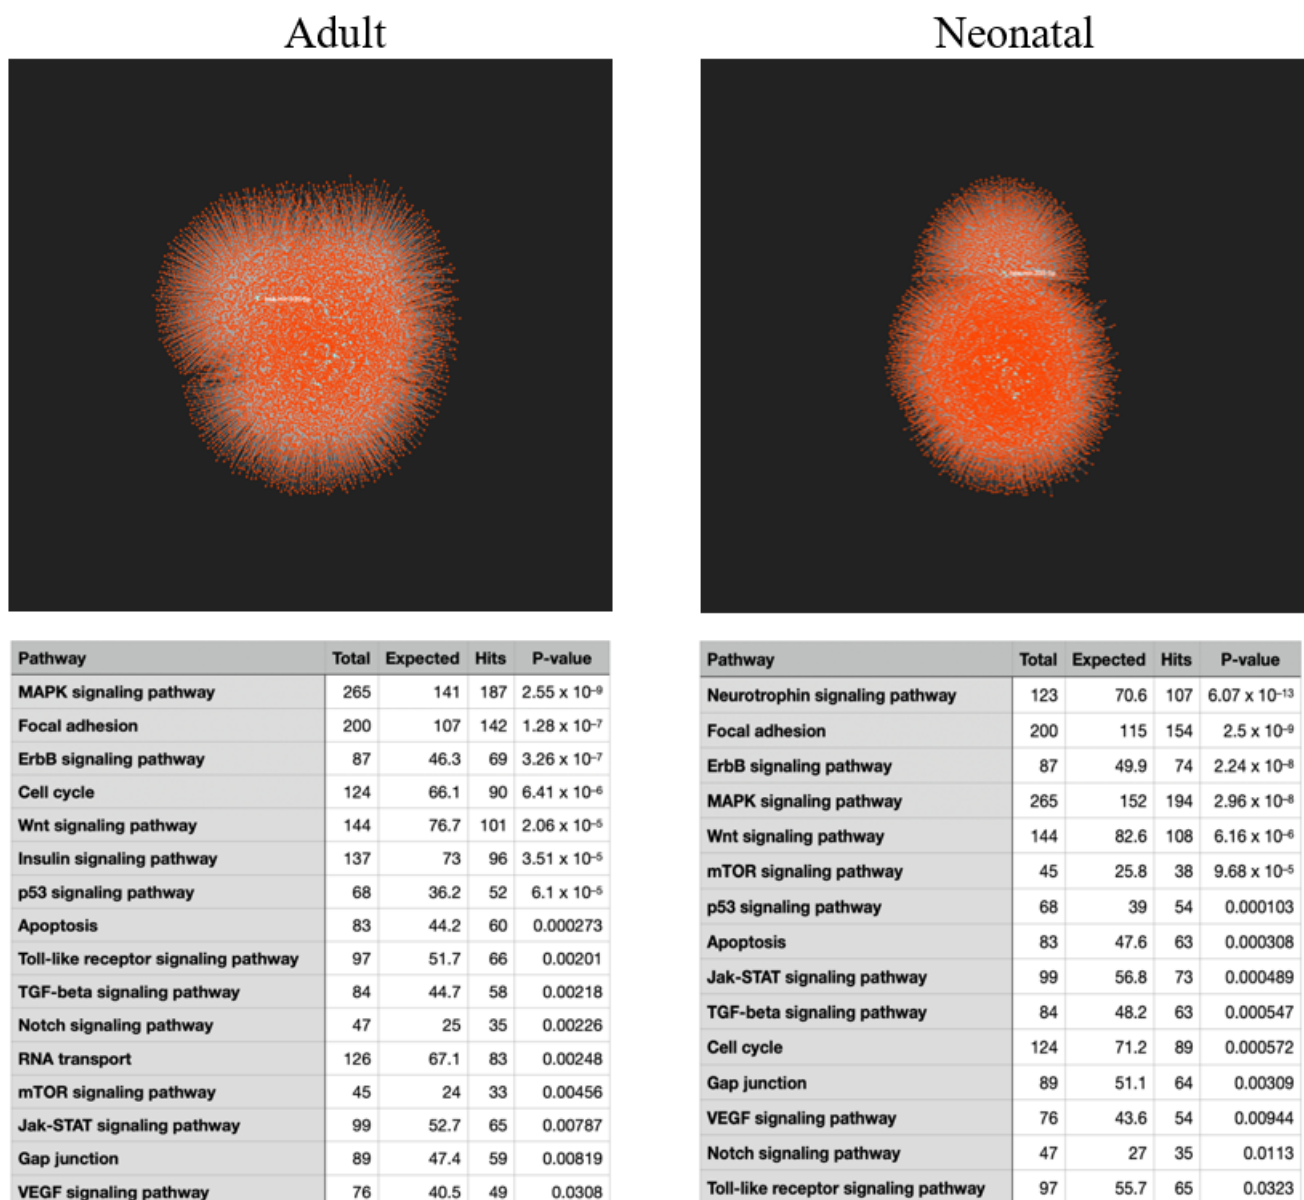 Adult
Neonatal
Pathway Total Expected Hits P-value
MAPK signaling pathway 265 141 187 2.55 x 10⁻⁹
Focal adhesion 200 107 142 1.28 x 10⁻⁷
ErbB signaling pathway 87 46.3 69 3.26 x 10⁻⁷
Cell cycle 124 66.1 90 6.41 x 10⁻⁶
Wnt signaling pathway 144 76.7 101 2.06 x 10⁻⁵
Insulin signaling pathway 137 73 96 3.51 x 10⁻⁵
p53 signaling pathway 68 36.2 52 6.1 x 10⁻⁵
Apoptosis 83 44.2 60 0.000273
Toll-like receptor signaling pathway 97 51.7 66 0.00201
TGF-beta signaling pathway 84 44.7 58 0.00218
Notch signaling pathway 47 25 35 0.00226
RNA transport 126 67.1 83 0.00248
mTOR signaling pathway 45 24 33 0.00456
Jak-STAT signaling pathway 99 52.7 65 0.00787
Gap junction 89 47.4 59 0.00819
VEGF signaling pathway 76 40.5 49 0.0308
Pathway Total Expected Hits P-value
Neurotrophin signaling pathway 123 70.6 107 6.07 x 10⁻¹³
Focal adhesion 200 115 154 2.5 x 10⁻⁹
ErbB signaling pathway 87 49.9 74 2.24 x 10⁻⁸
MAPK signaling pathway 265 152 194 2.96 x 10⁻⁸
Wnt signaling pathway 144 82.6 108 6.16 x 10⁻⁶
mTOR signaling pathway 45 25.8 38 9.68 x 10⁻⁵
p53 signaling pathway 68 39 54 0.000103
Apoptosis 83 47.6 63 0.000308
Jak-STAT signaling pathway 99 56.8 73 0.000489
TGF-beta signaling pathway 84 48.2 63 0.000547
Cell cycle 124 71.2 89 0.000572
Gap junction 89 51.1 64 0.00309
VEGF signaling pathway 76 43.6 54 0.00944
Notch signaling pathway 47 27 35 0.0113
Toll-like receptor signaling pathway 97 55.7 65 0.0323